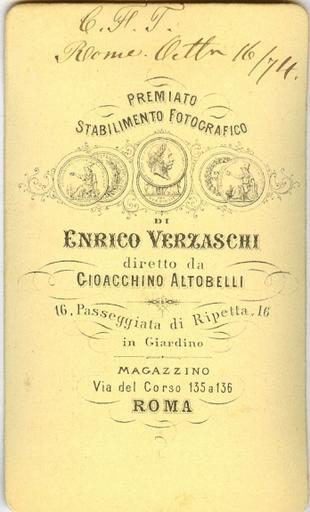 C. F. T.
Rome. Octbr 16/74.
PREMIATO
STABILIMENTO FOTOGRAFICO
DI
ENRICO VERZASCHI
diretto da
GIOACCHINO ALTOBELLI
16, Passeggiata di Ripetta, 16
in Giardino
MAGAZZINO
Via del Corso 135 a 136
ROMA